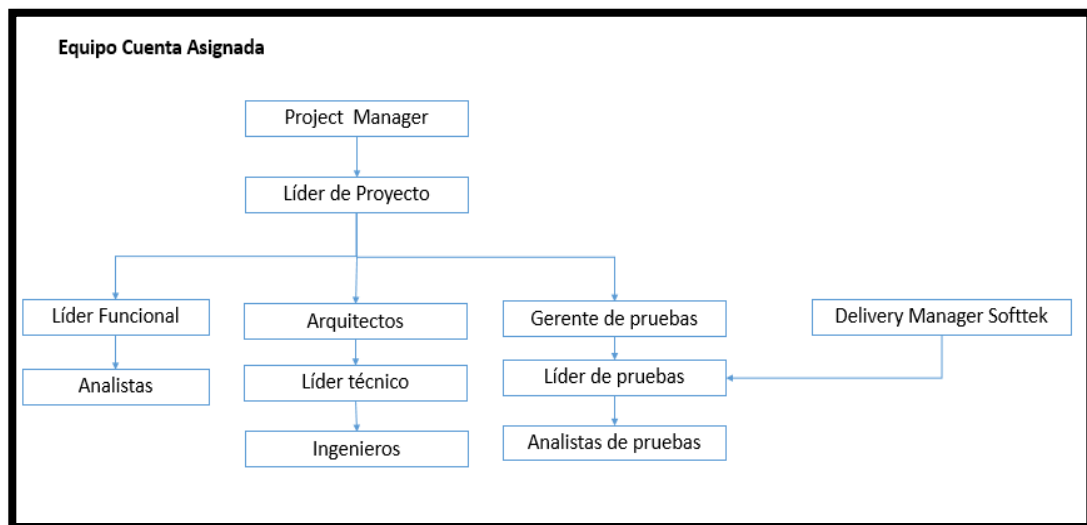 Equipo Cuenta Asignada
Project Manager
Líder de Proyecto
Líder Funcional
Arquitectos
Gerente de pruebas
Delivery Manager Softtek
Analistas
Líder técnico
Líder de pruebas
Ingenieros
Analistas de pruebas